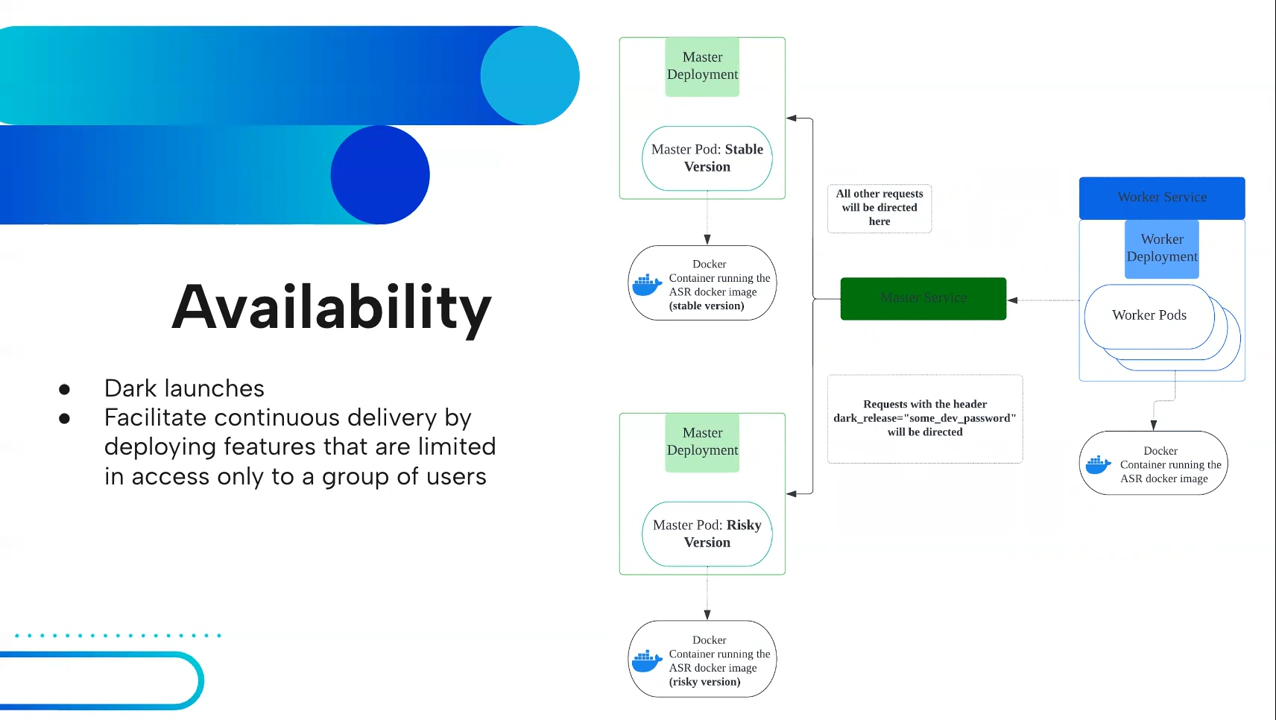 Availability
● Dark launches
● Facilitate continuous delivery by
deploying features that are limited
in access only to a group of users
Master
Deployment
Master Pod: Stable
Version
Docker
Container running the
ASR docker image
(stable version)
All other requests
will be directed
here
Master Service
Requests with the header
dark_release="some_dev_password"
will be directed
Master
Deployment
Master Pod: Risky
Version
Docker
Container running the
ASR docker image
(risky version)
Worker Service
Worker
Deployment
Worker Pods
Docker
Container running the
ASR docker image